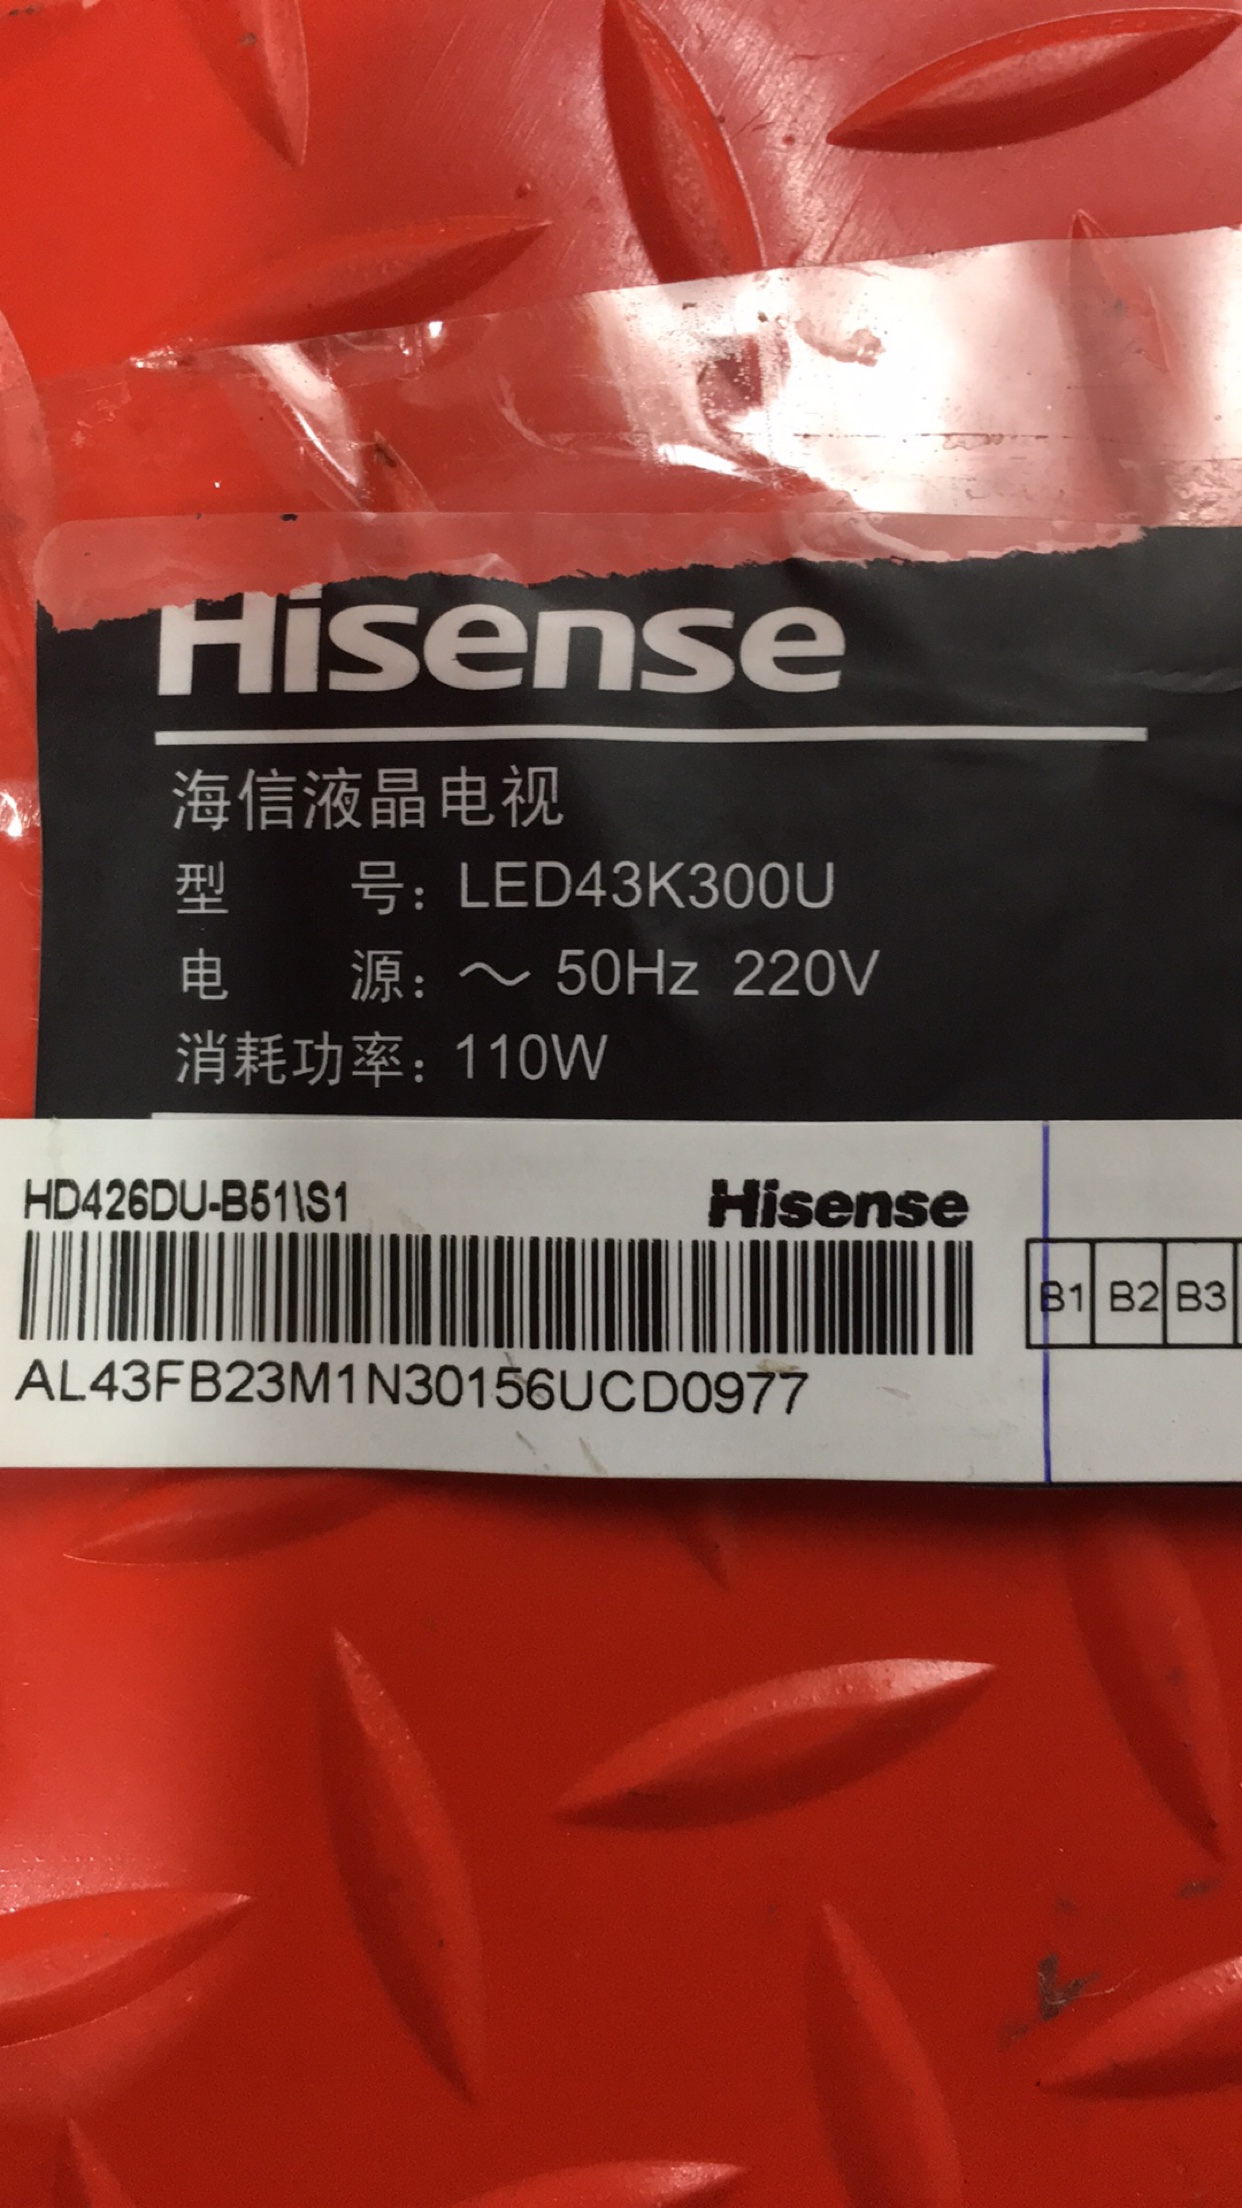 Hisense
海信液晶电视
型 号：LED43K300U
电 源：～ 50Hz 220V
消耗功率：110W
HD426DU-B51\S1 Hisense
B1 B2 B3
AL43FB23M1N30156UCD0977